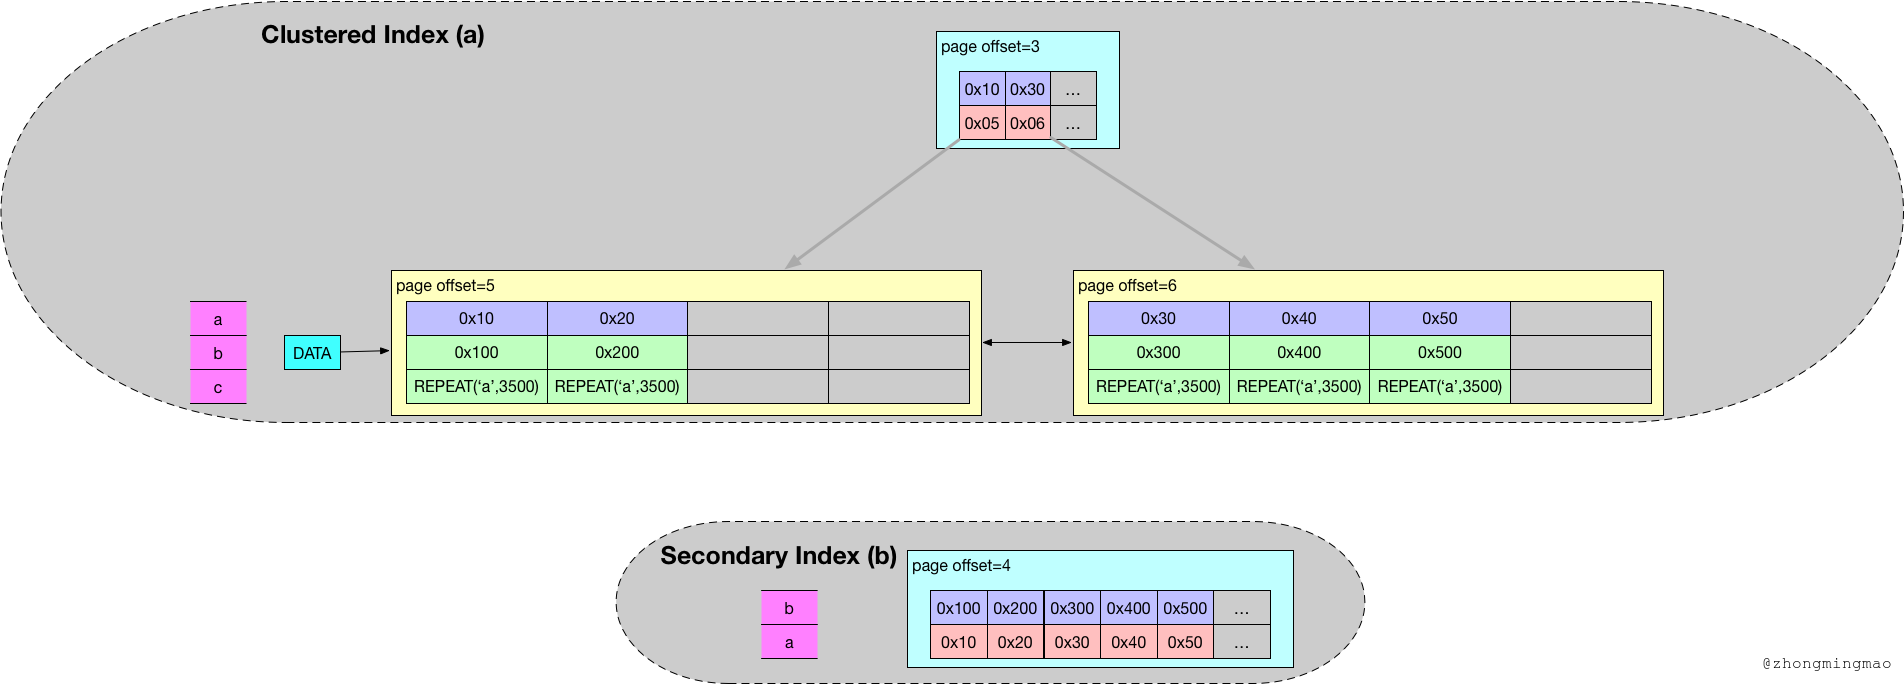 Clustered Index (a)
page offset=3
0x10 0x30 ...
0x05 0x06 ...
page offset=5
a 0x10 0x20
b DATA 0x100 0x200
c REPEAT(‘a’,3500) REPEAT(‘a’,3500)
page offset=6
0x30 0x40 0x50
0x300 0x400 0x500
REPEAT(‘a’,3500) REPEAT(‘a’,3500) REPEAT(‘a’,3500)
Secondary Index (b)
page offset=4
b 0x100 0x200 0x300 0x400 0x500 ...
a 0x10 0x20 0x30 0x40 0x50 ...
@zhongmingmao